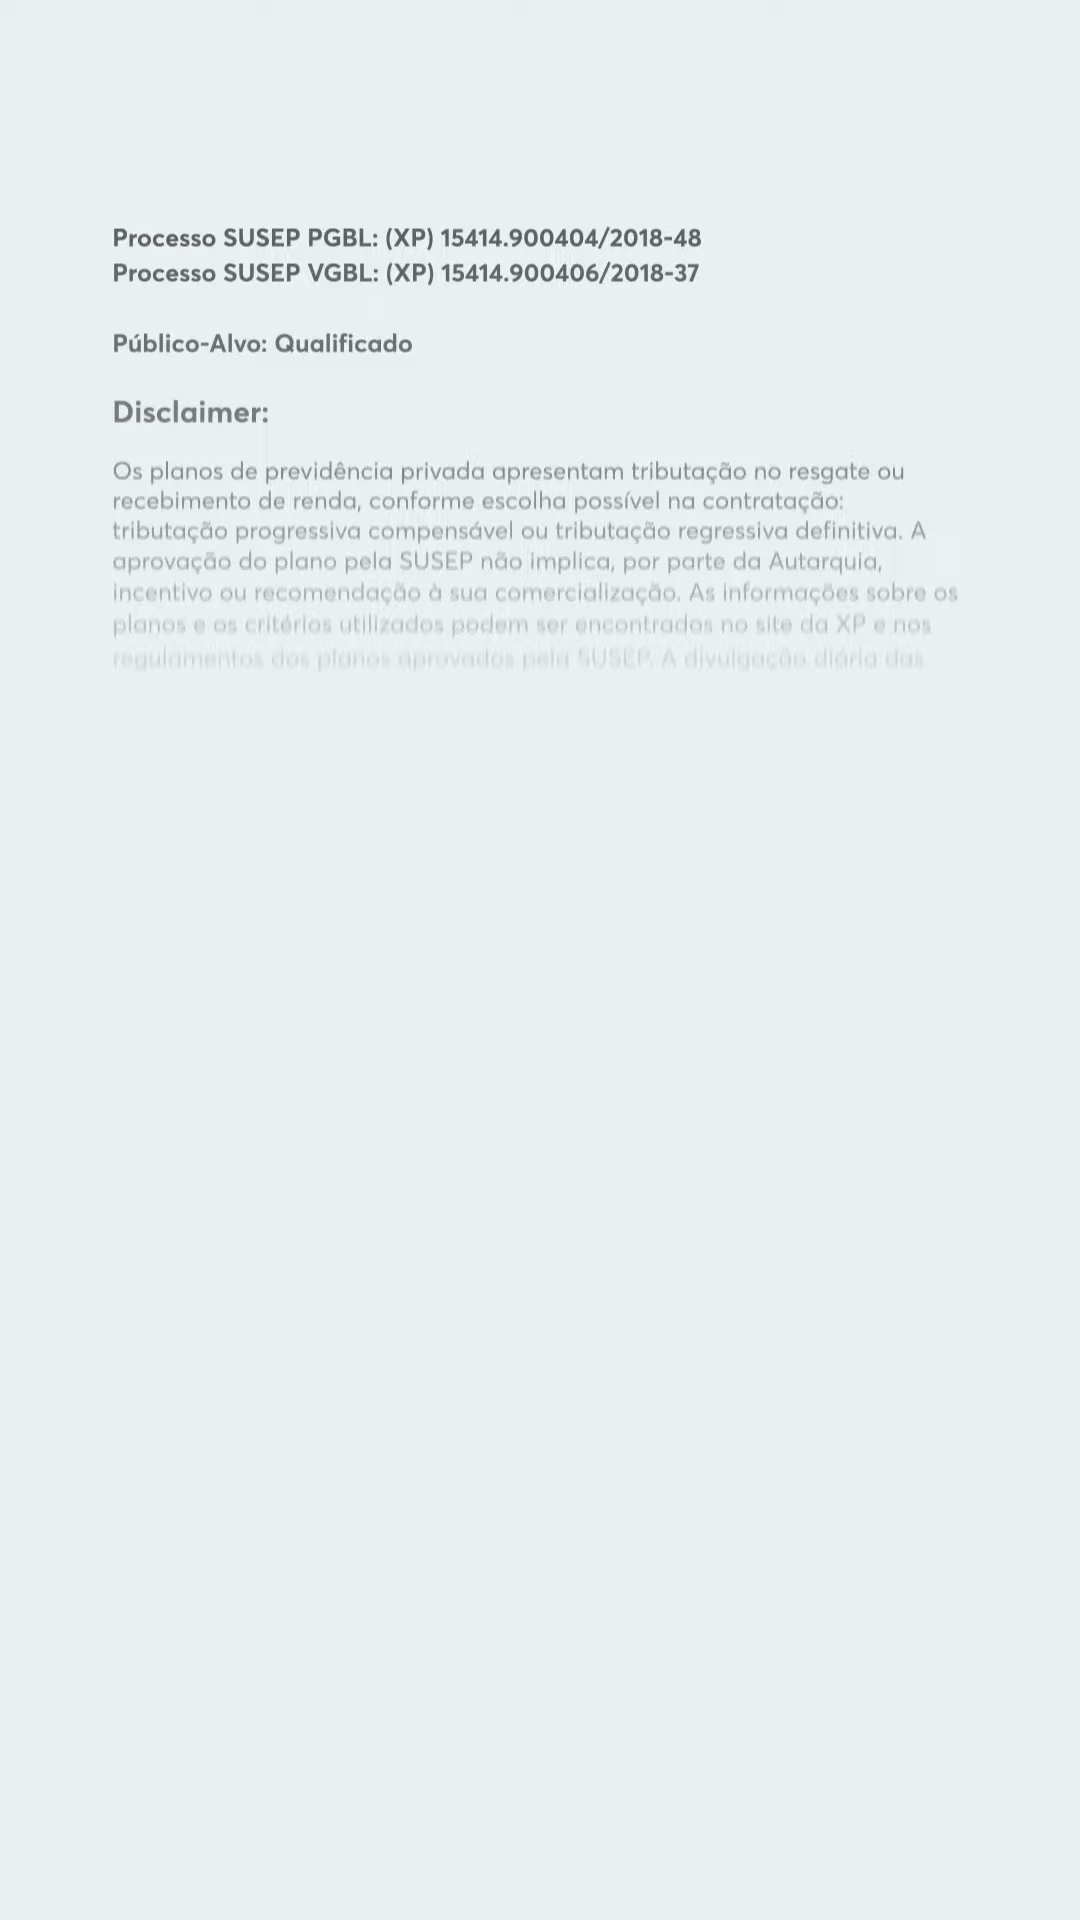 Processo SUSEP PGBL: (XP) 15414.900404/2018-48
Processo SUSEP VGBL: (XP) 15414.900406/2018-37
Público-Alvo: Qualificado
Disclaimer:
Os planos de previdência privada apresentam tributação no resgate ou
recebimento de renda, conforme escolha possível na contratação:
tributação progressiva compensável ou tributação regressiva definitiva. A
aprovação do plano pela SUSEP não implica, por parte da Autarquia,
incentivo ou recomendação à sua comercialização. As informações sobre os
planos e os critérios utilizados podem ser encontrados no site da XP e nos
regulamentos dos planos aprovados pela SUSEP. A divulgação diária das